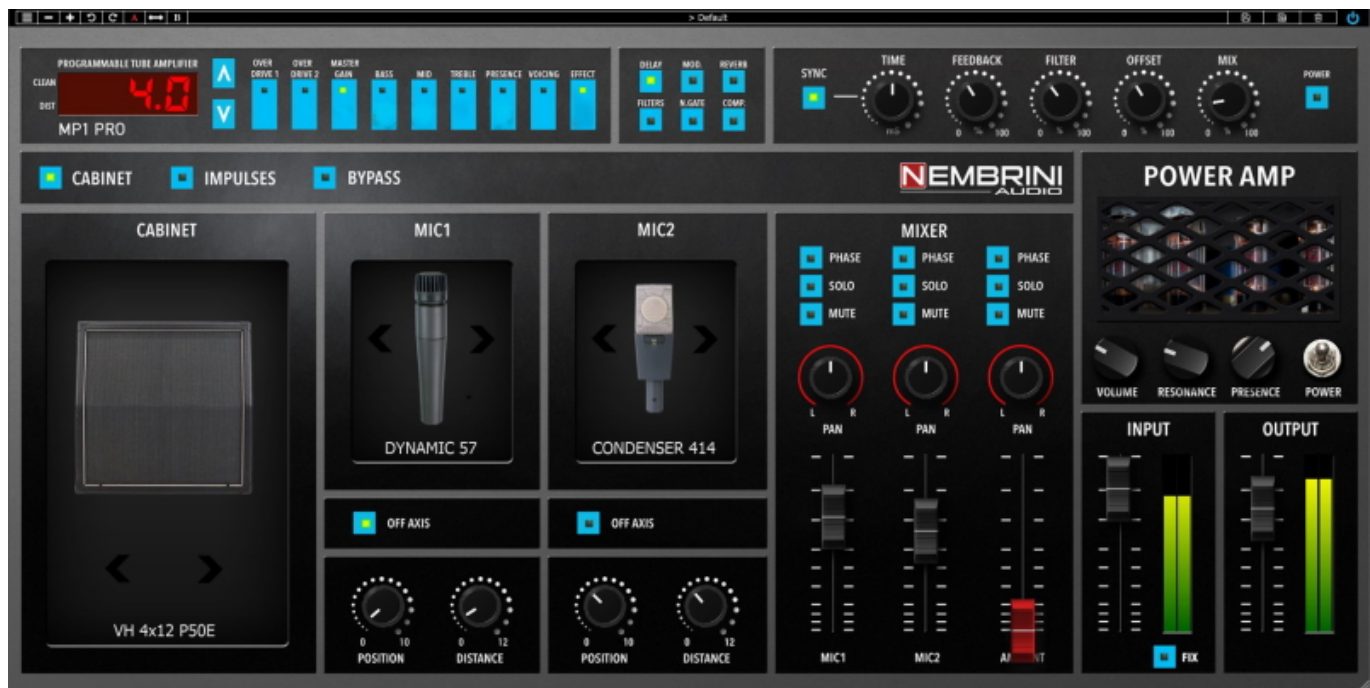 A B > Default
PROGRAMMABLE TUBE AMPLIFIER
CLEAN
DIST
4.0
MP1 PRO
OVER DRIVE 1 OVER DRIVE 2 MASTER GAIN BASS MID TREBLE PRESENCE VOICING EFFECT
DELAY MOD. REVERB
FILTERS N.GATE COMP.
SYNC TIME FEEDBACK FILTER OFFSET MIX POWER
ms 0 % 100 0 % 100 0 % 100 0 % 100
CABINET IMPULSES BYPASS
NEMBRINI
AUDIO
POWER AMP
CABINET MIC1 MIC2 MIXER
PHASE PHASE PHASE
SOLO SOLO SOLO
MUTE MUTE MUTE
VOLUME RESONANCE PRESENCE POWER
L R L R L R
PAN PAN PAN
INPUT OUTPUT
DYNAMIC 57 CONDENSER 414
OFF AXIS OFF AXIS
VH 4x12 P50E
0 10 0 12 0 10 0 12
POSITION DISTANCE POSITION DISTANCE
MIC1 MIC2
FIX